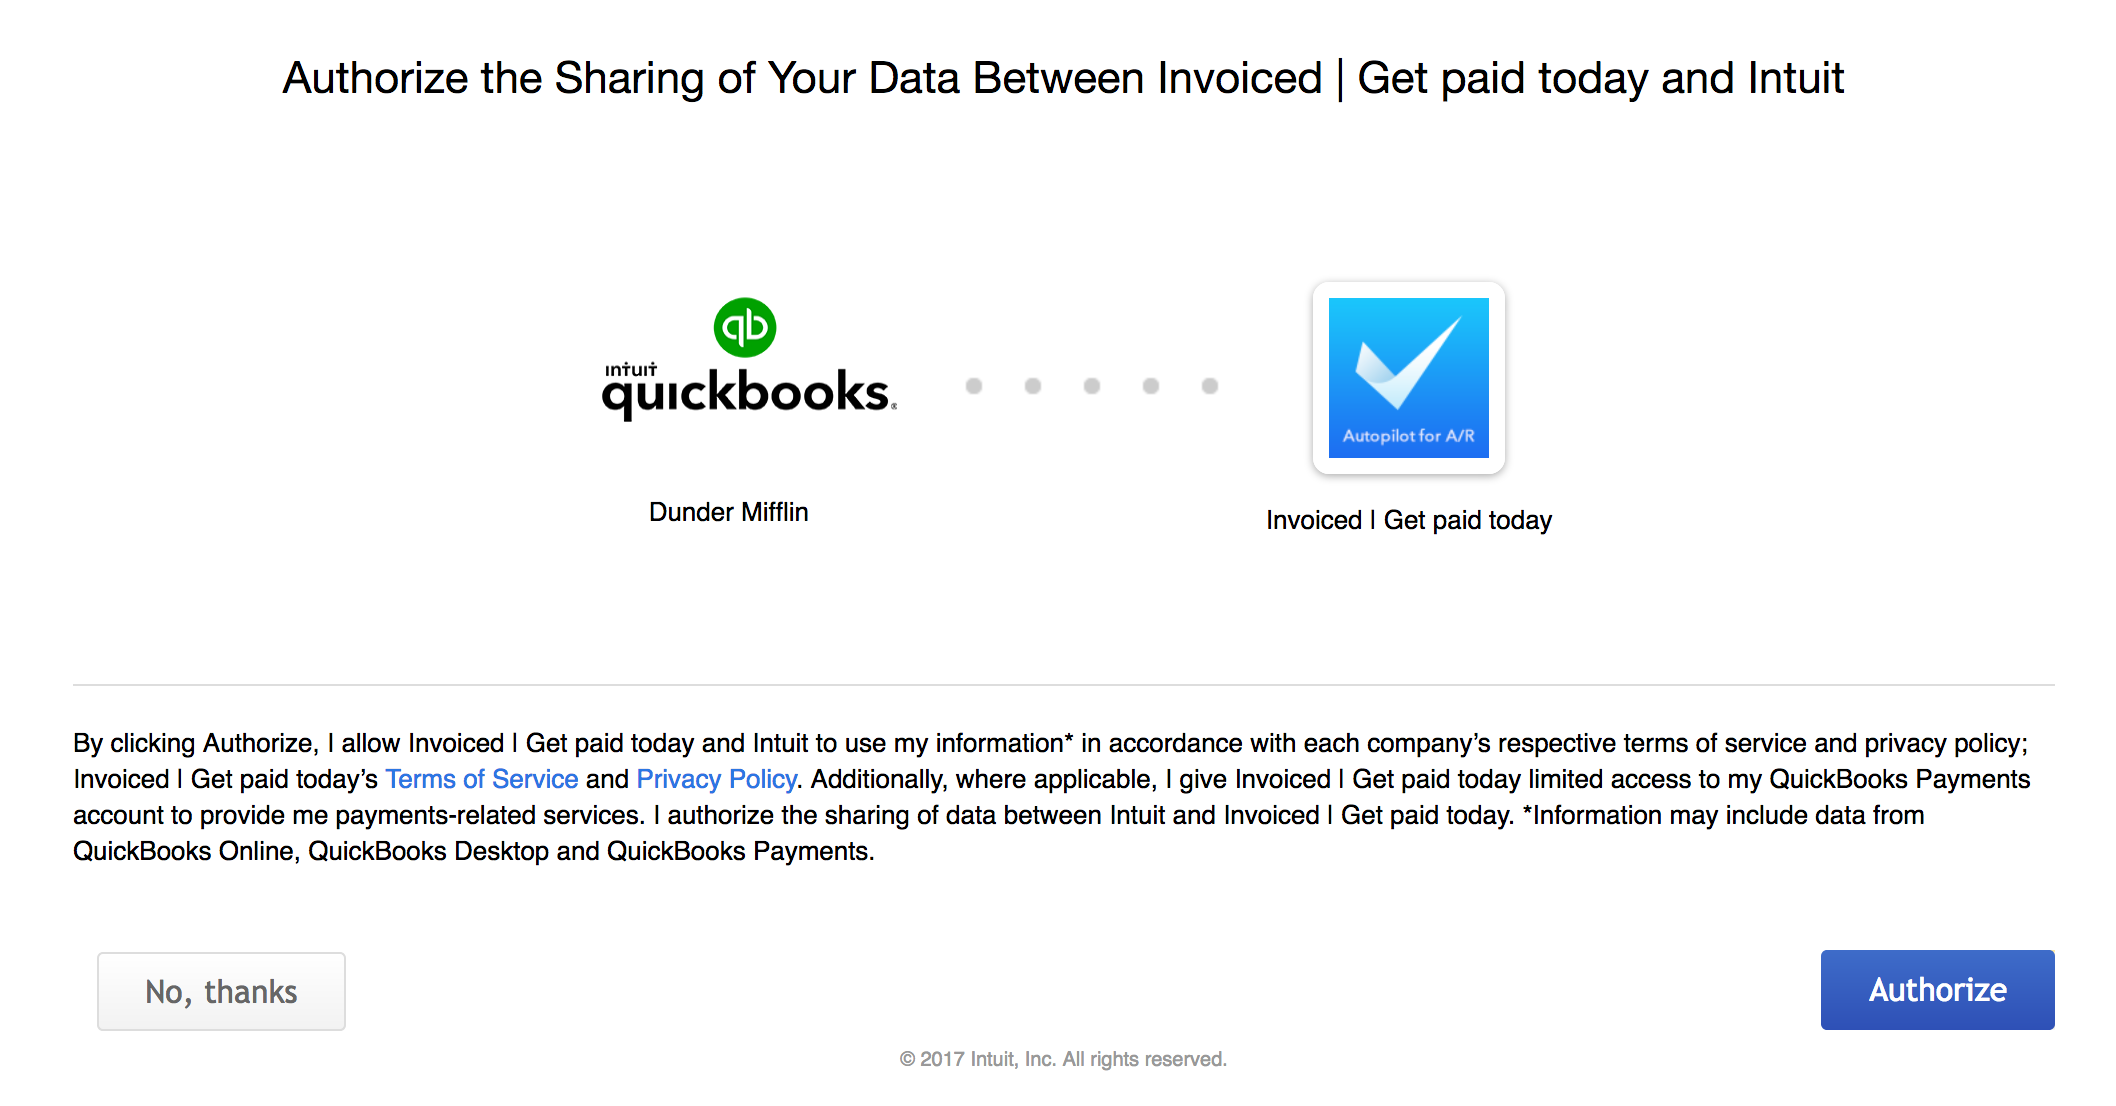 Authorize the Sharing of Your Data Between Invoiced | Get paid today and Intuit
qb
intuit
quickbooks.
Autopilot for A/R
Dunder Mifflin
Invoiced | Get paid today
By clicking Authorize, I allow Invoiced | Get paid today and Intuit to use my information* in accordance with each company’s respective terms of service and privacy policy;
Invoiced | Get paid today’s Terms of Service and Privacy Policy. Additionally, where applicable, I give Invoiced | Get paid today limited access to my QuickBooks Payments
account to provide me payments-related services. I authorize the sharing of data between Intuit and Invoiced | Get paid today. *Information may include data from
QuickBooks Online, QuickBooks Desktop and QuickBooks Payments.
No, thanks
Authorize
© 2017 Intuit, Inc. All rights reserved.